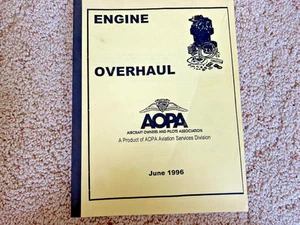 ENGINE
OVERHAUL
AOPA
AIRCRAFT OWNERS AND PILOTS ASSOCIATION
A Product of AOPA Aviation Services Division
June 1996